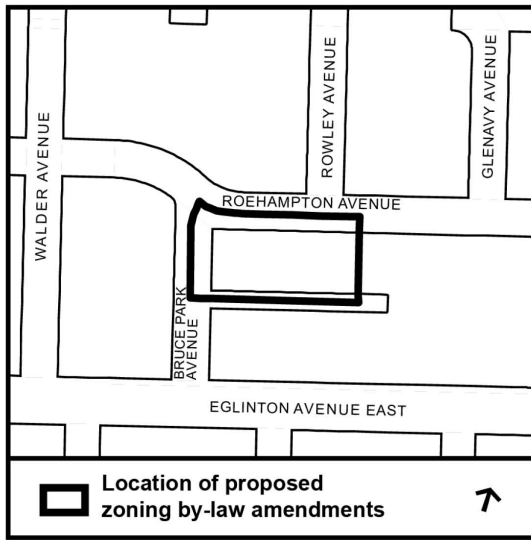 WALDER AVENUE
ROWLEY AVENUE
GLENAVY AVENUE
ROEHAMPTON AVENUE
BRUCE PARK
AVENUE
EGLINTON AVENUE EAST
Location of proposed
zoning by-law amendments